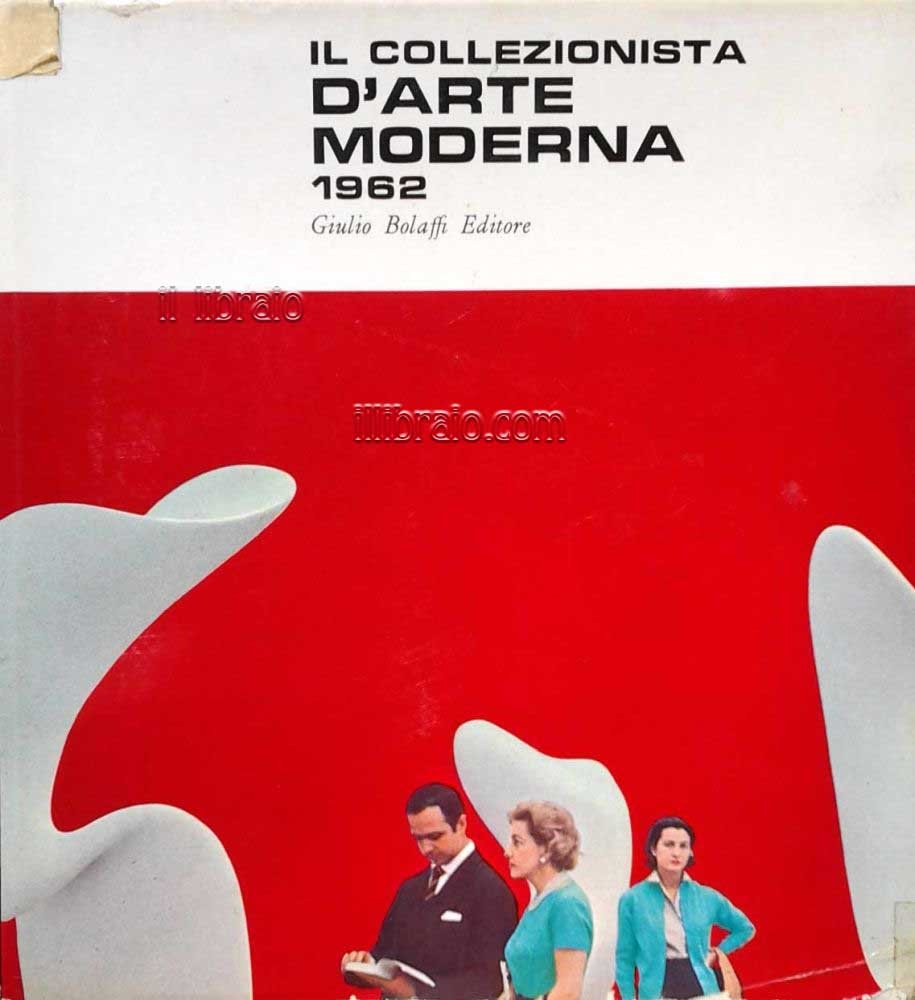 IL COLLEZIONISTA
D'ARTE
MODERNA
1962
Giulio Bolaffi Editore
il libraio
illibraio.com